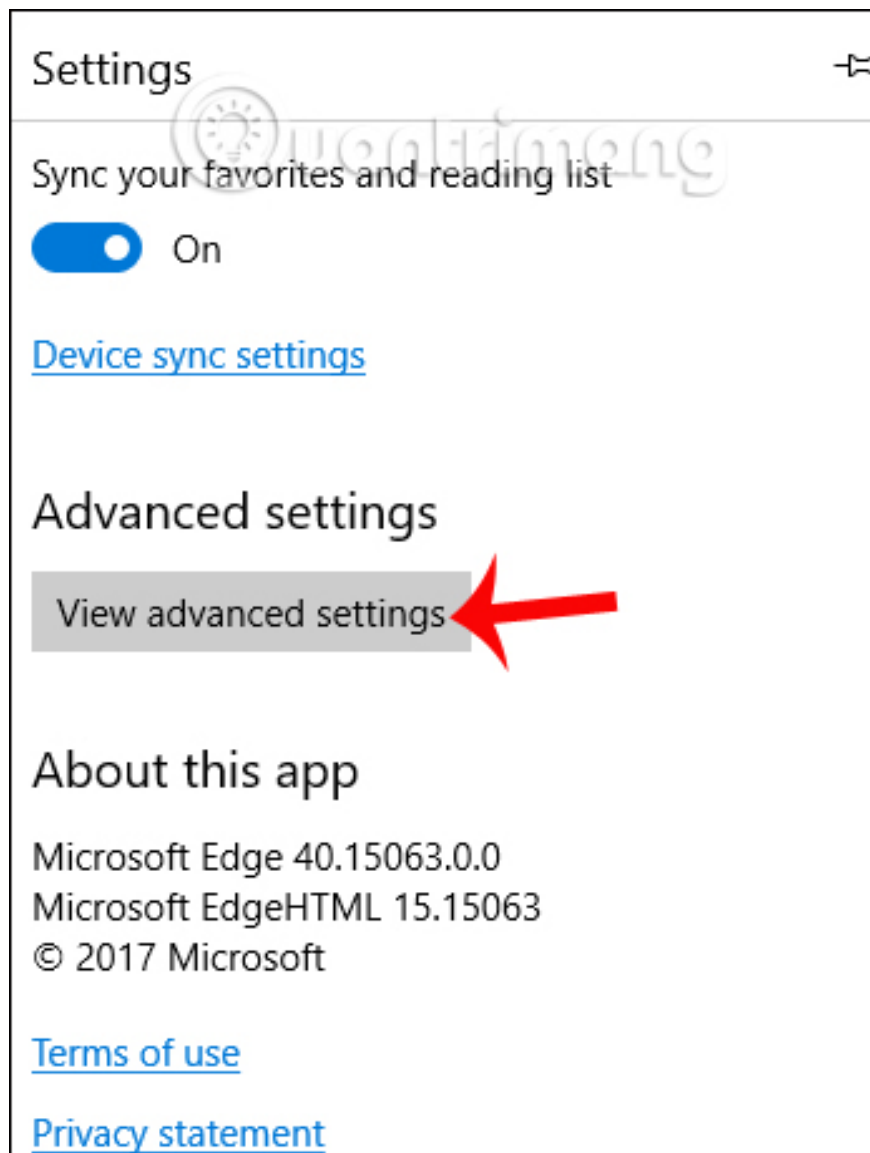 Settings
uantrimang
Sync your favorites and reading list
On
Device sync settings
Advanced settings
View advanced settings
About this app
Microsoft Edge 40.15063.0.0
Microsoft EdgeHTML 15.15063
© 2017 Microsoft
Terms of use
Privacy statement